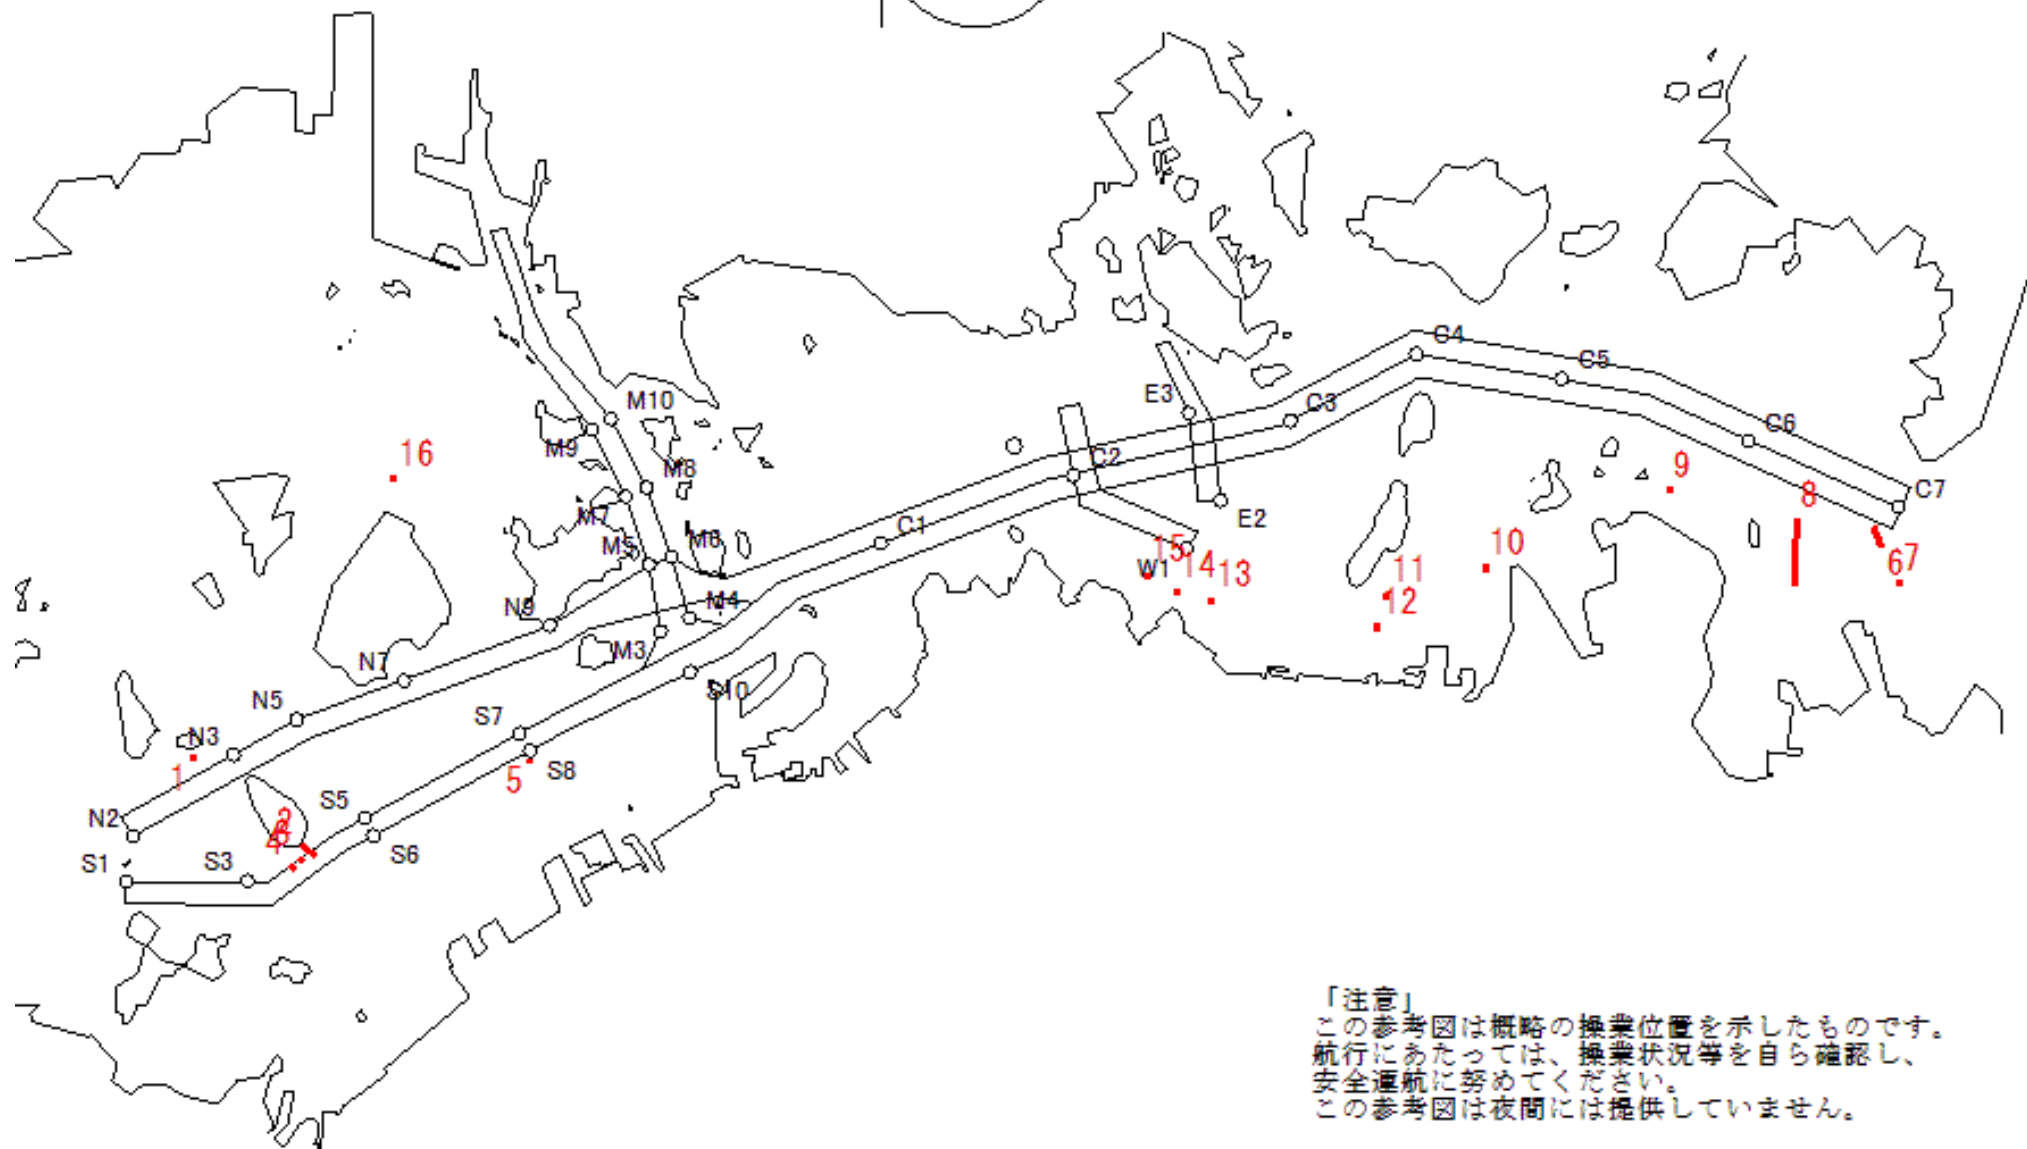 C4
C5
E3
M10
C3
C6
M9
16
M8
C2
9
8
C7
M7
C1
E2
M5
M6
15
W1
14
13
11
10
6
7
12
N9
M4
M3
N7
S10
N5
S7
N3
1
5
S8
N2
S5
2
4
S6
S1
S3
「注意」
この参考図は概略の操業位置を示したものです。
航行にあたっては、操業状況等を自ら確認し、
安全運航に努めてください。
この参考図は夜間には提供していません。